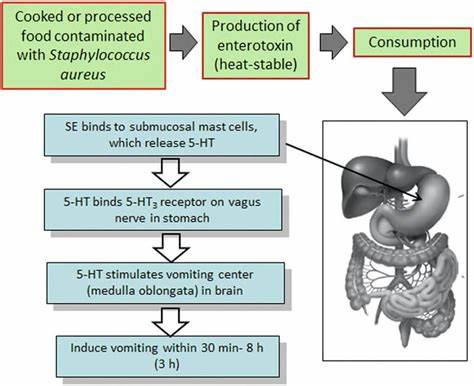 Cooked or processed
food contaminated
with Staphylococcus
aureus
Production of
enterotoxin
(heat-stable)
Consumption
SE binds to submucosal mast cells,
which release 5-HT
5-HT binds 5-HT₃ receptor on vagus
nerve in stomach
5-HT stimulates vomiting center
(medulla oblongata) in brain
Induce vomiting within 30 min- 8 h
(3 h)